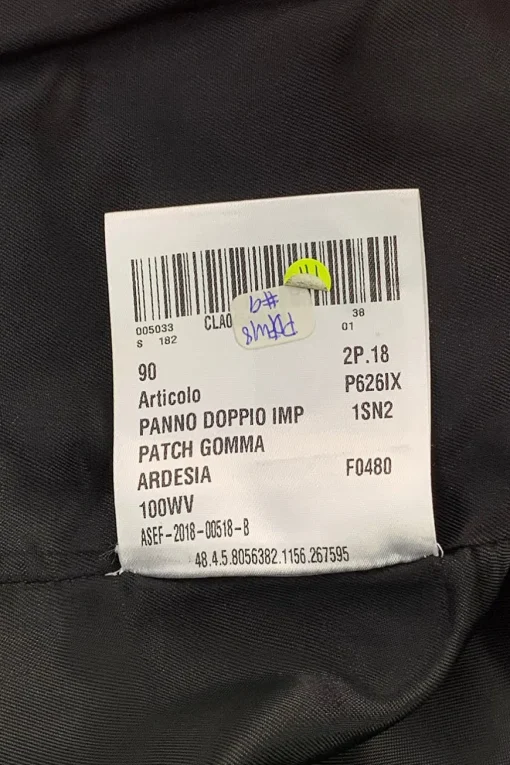 005033 CLAO 38
S 182 01
#9
90 2P.18
Articolo P626IX
PANNO DOPPIO IMP 1SN2
PATCH GOMMA
ARDESIA F0480
100WV
ASEF-2018-00518-B
48.4.5.8056382.1156.267595